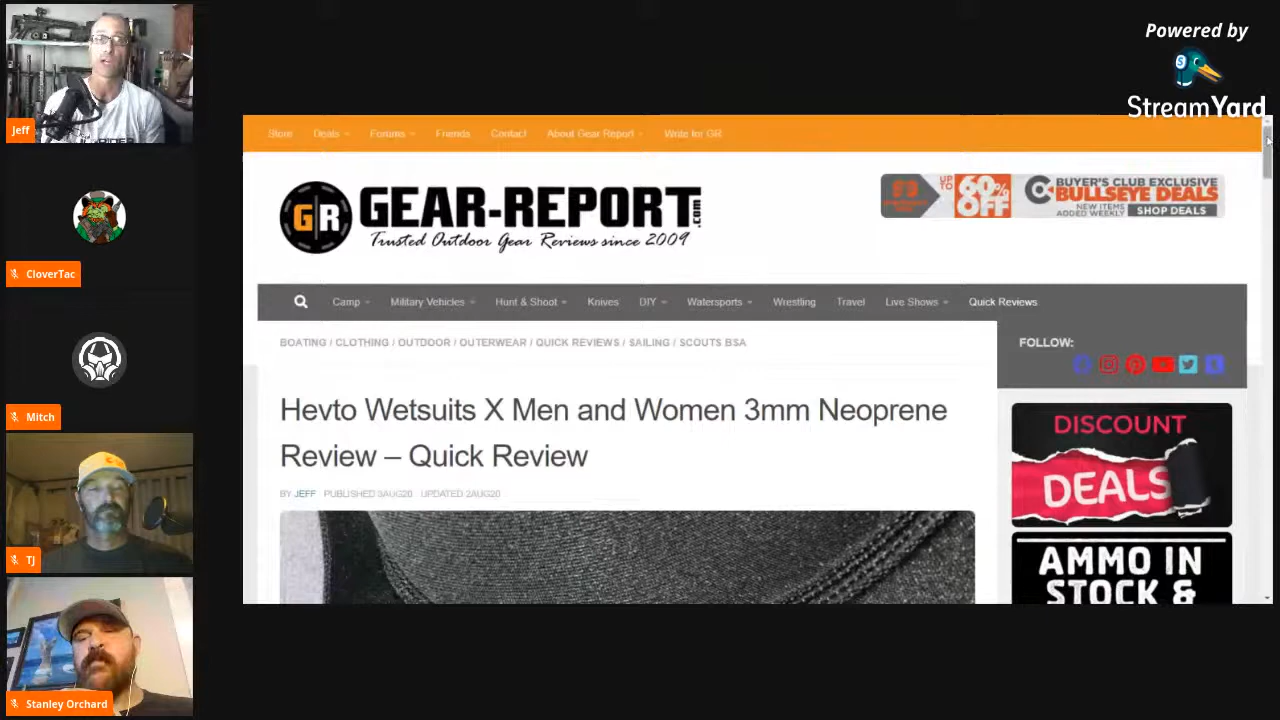 Powered by
StreamYard
Jeff
CloverTac
Mitch
TJ
Stanley Orchard
Store Deals Forums Friends Contact About Gear Report Write for GR
G|R GEAR-REPORT.com
Trusted Outdoor Gear Reviews since 2009
UP TO 60% OFF
BUYER'S CLUB EXCLUSIVE
BULLSEYE DEALS
NEW ITEMS ADDED WEEKLY SHOP DEALS
Camp Military Vehicles Hunt & Shoot Knives DIY Watersports Wrestling Travel Live Shows Quick Reviews
BOATING / CLOTHING / OUTDOOR / OUTERWEAR / QUICK REVIEWS / SAILING / SCOUTS BSA
FOLLOW:
Hevto Wetsuits X Men and Women 3mm Neoprene
Review – Quick Review
BY JEFF PUBLISHED 3AUG20 UPDATED 2AUG20
DISCOUNT
DEALS
AMMO IN
STOCK &